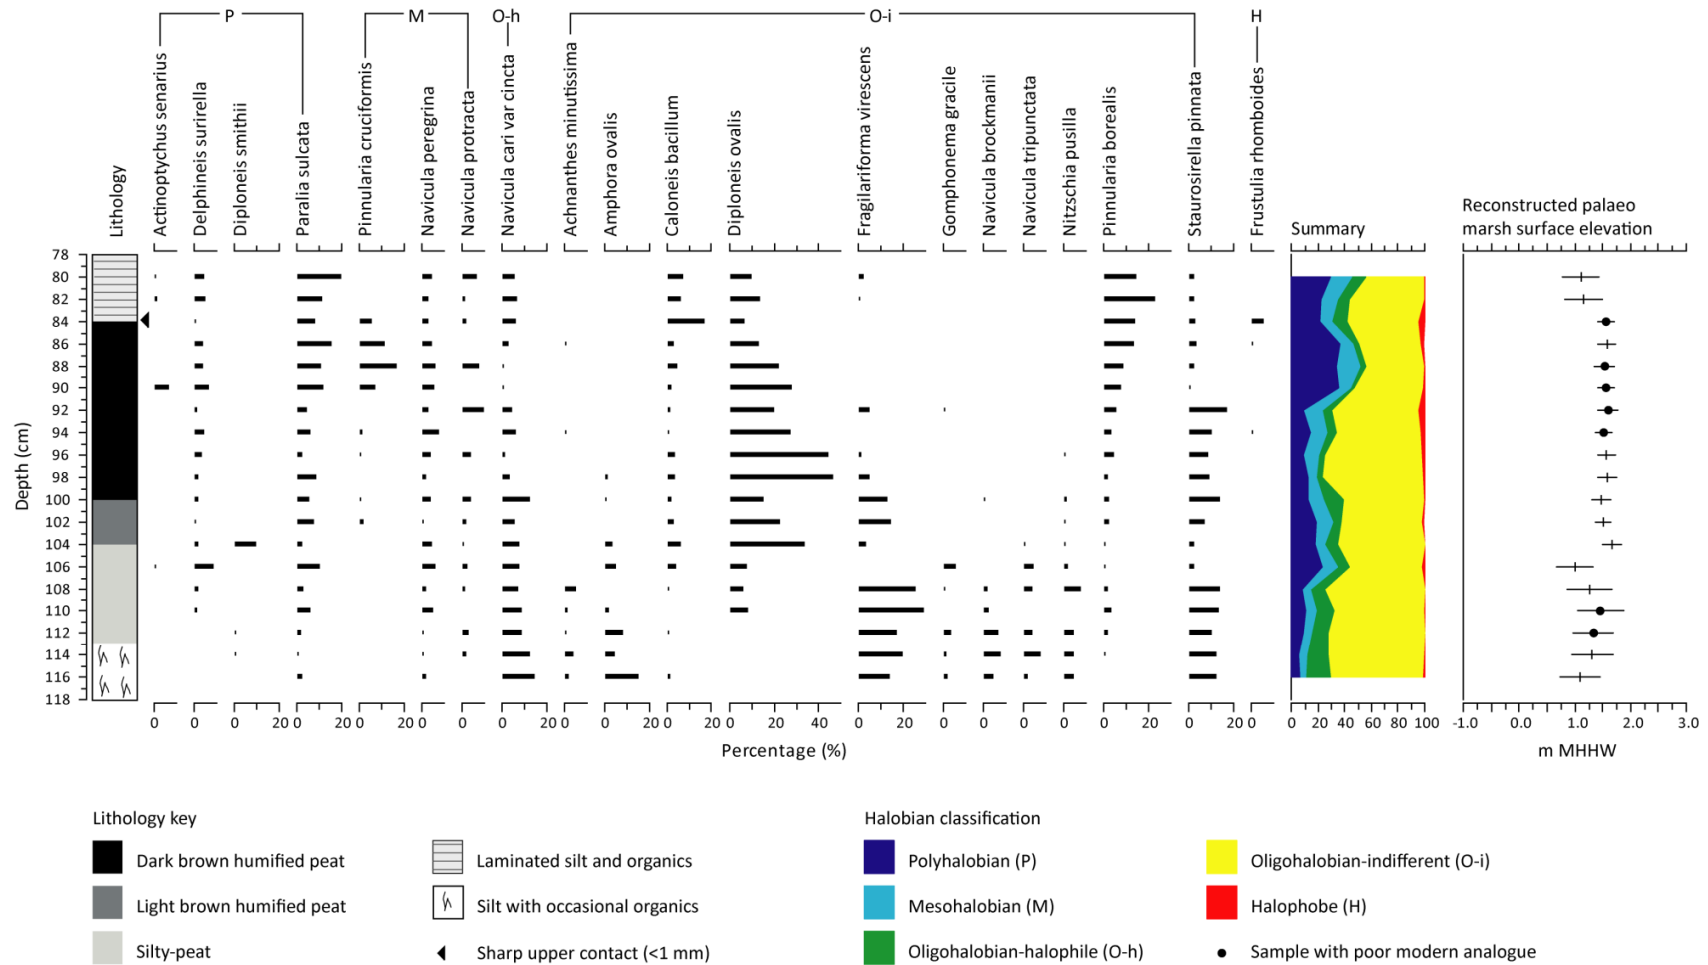 P
M
O-h
O-i
H
Lithology
Actinoptychus senarius
Delphineis surirella
Diploneis smithii
Paralia sulcata
Pinnularia cruciformis
Navicula peregrina
Navicula protracta
Navicula cari var cincta
Achnanthes minutissima
Amphora ovalis
Caloneis bacillum
Diploneis ovalis
Fragilariforma virescens
Gomphonema gracile
Navicula brockmanii
Navicula tripunctata
Nitzschia pusilla
Pinnularia borealis
Staurosirella pinnata
Frustulia rhomboides
Summary
Reconstructed palaeo
marsh surface elevation
Depth (cm)
78
80
82
84
86
88
90
92
94
96
98
100
102
104
106
108
110
112
114
116
118
0 0 0 20 0 20 0 20 0 0 0 0 0 20 0 0 20 40 0 20 0 0 0 0 0 20 0 0 0 20 40 60 80 100 -1.0 0.0 1.0 2.0 3.0
Percentage (%)
m MHHW
Lithology key
Dark brown humified peat
Light brown humified peat
Silty-peat
Laminated silt and organics
Silt with occasional organics
Sharp upper contact (<1 mm)
Halobian classification
Polyhalobian (P)
Mesohalobian (M)
Oligohalobian-halophile (O-h)
Oligohalobian-indifferent (O-i)
Halophobe (H)
Sample with poor modern analogue